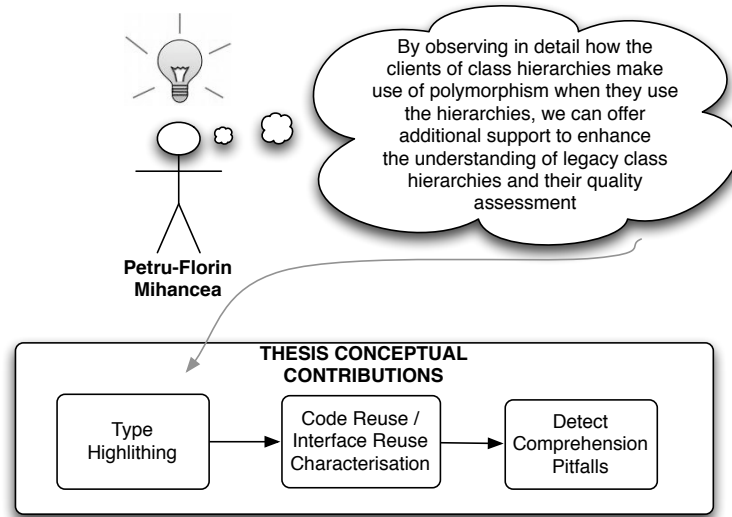 By observing in detail how the
clients of class hierarchies make
use of polymorphism when they use
the hierarchies, we can offer
additional support to enhance
the understanding of legacy class
hierarchies and their quality
assessment
Petru-Florin
Mihancea
THESIS CONCEPTUAL
CONTRIBUTIONS
Type
Highlithing
Code Reuse /
Interface Reuse
Characterisation
Detect
Comprehension
Pitfalls